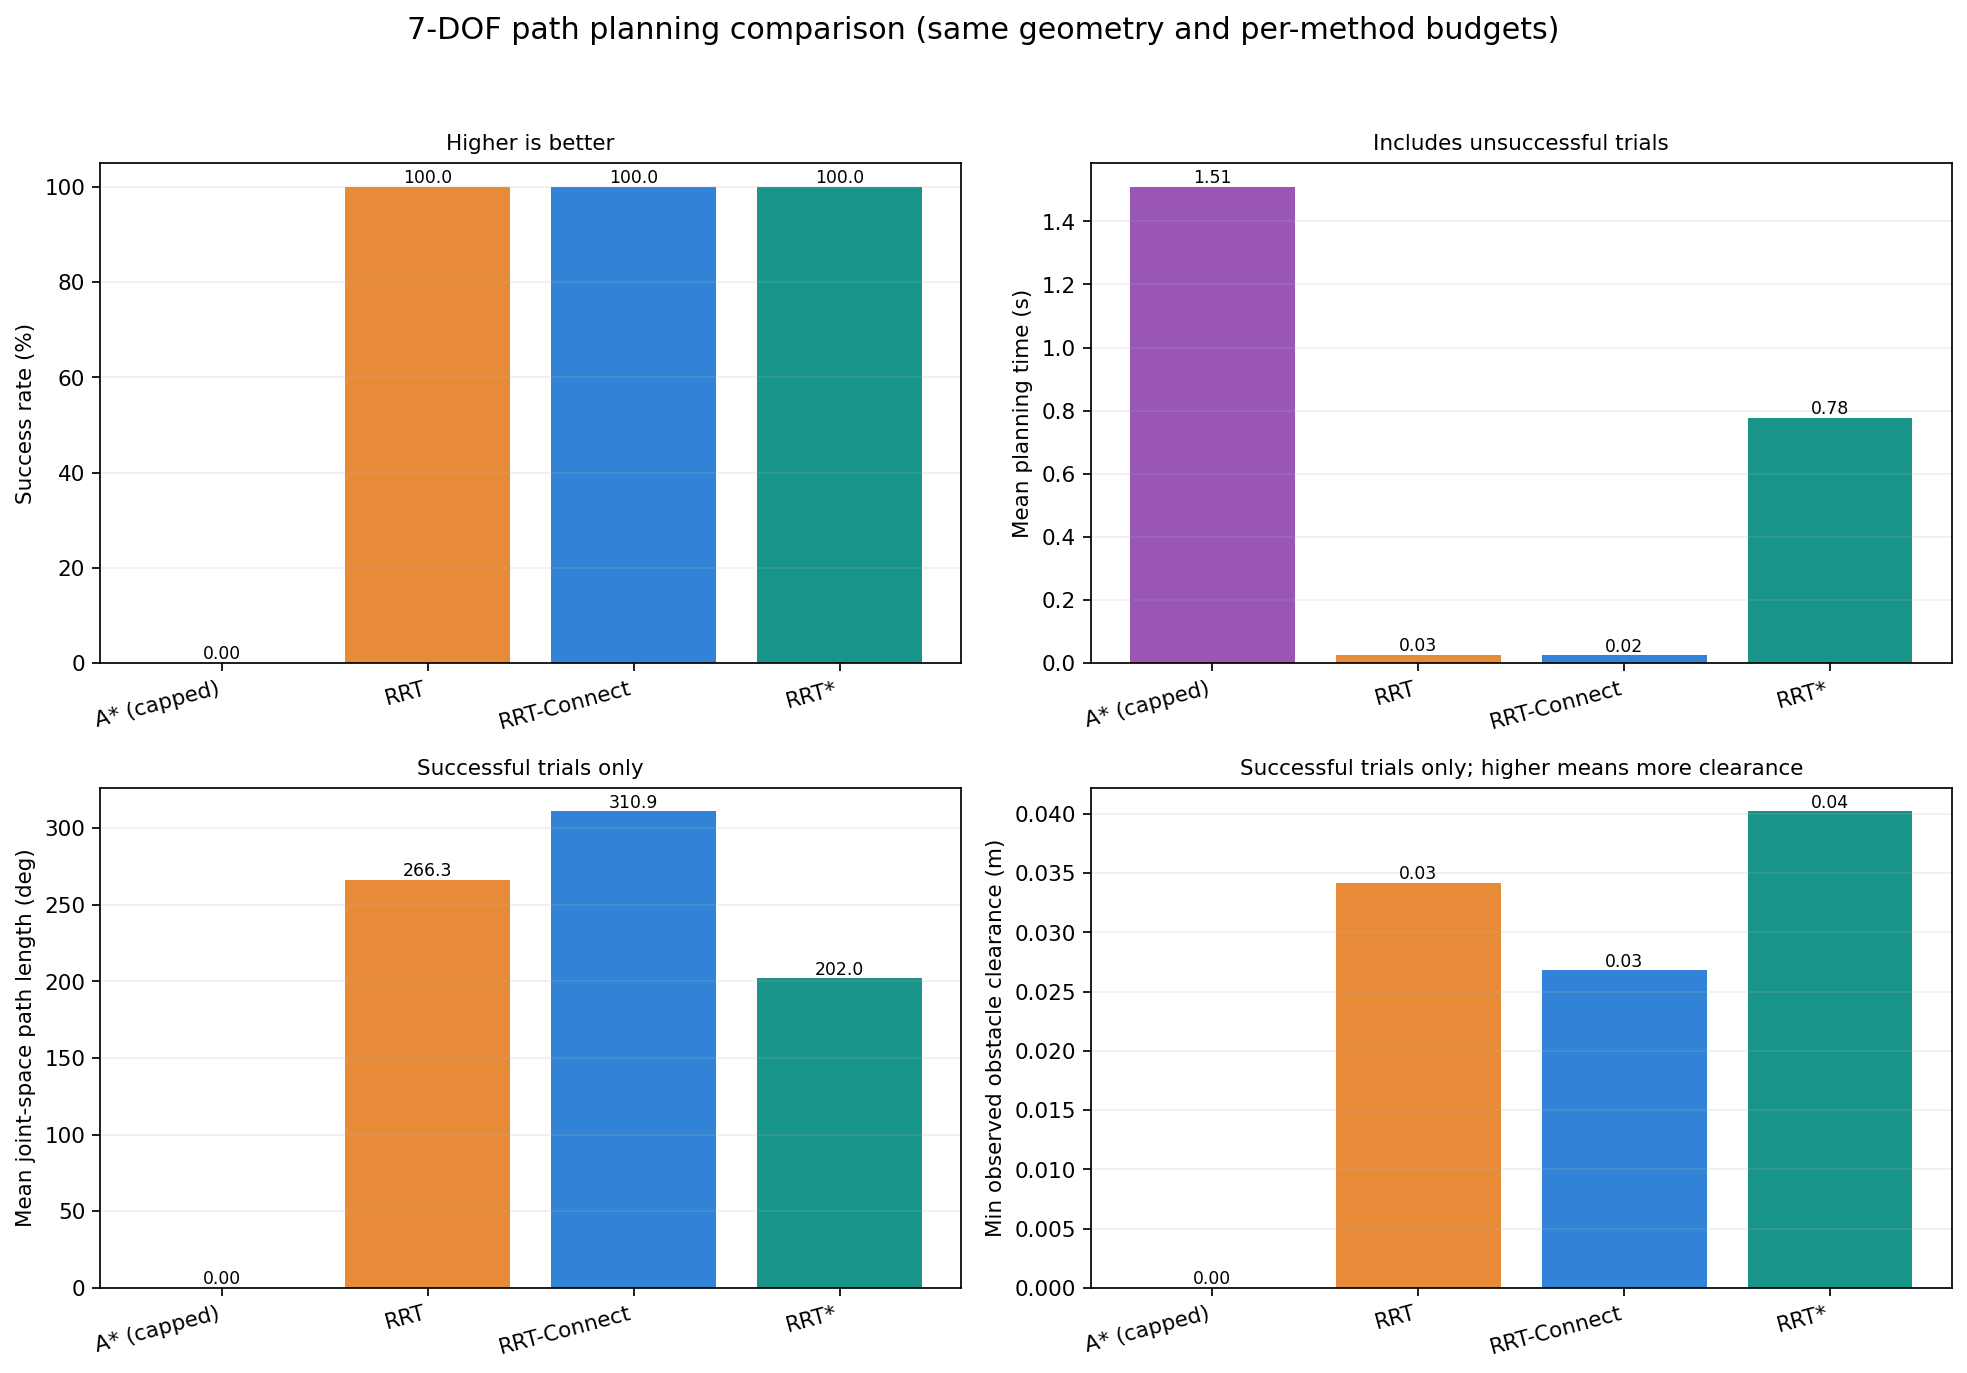 7-DOF path planning comparison (same geometry and per-method budgets)
Higher is better
Success rate (%)
100
80
60
40
20
0
0.00
100.0
100.0
100.0
A* (capped)
RRT
RRT-Connect
RRT*
Includes unsuccessful trials
Mean planning time (s)
1.4
1.2
1.0
0.8
0.6
0.4
0.2
0.0
1.51
0.03
0.02
0.78
A* (capped)
RRT
RRT-Connect
RRT*
Successful trials only
Mean joint-space path length (deg)
300
250
200
150
100
50
0
0.00
266.3
310.9
202.0
A* (capped)
RRT
RRT-Connect
RRT*
Successful trials only; higher means more clearance
Min observed obstacle clearance (m)
0.040
0.035
0.030
0.025
0.020
0.015
0.010
0.005
0.000
0.00
0.03
0.03
0.04
A* (capped)
RRT
RRT-Connect
RRT*